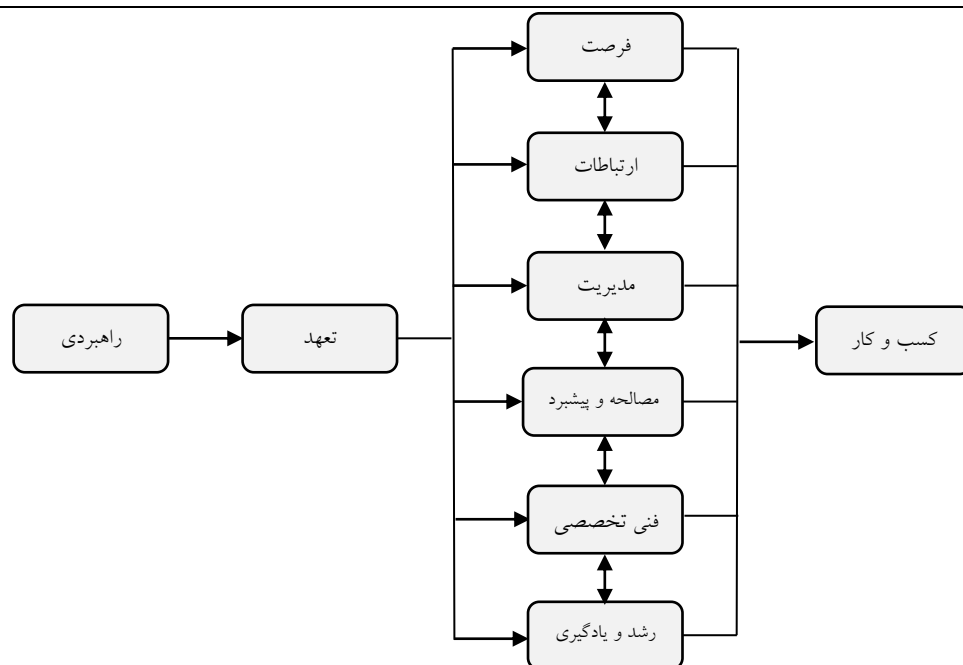 فرصت
ارتباطات
مدیریت
راهبردی
تعهد
کسب و کار
مصالحه و پیشبرد
فنی تخصصی
رشد و یادگیری